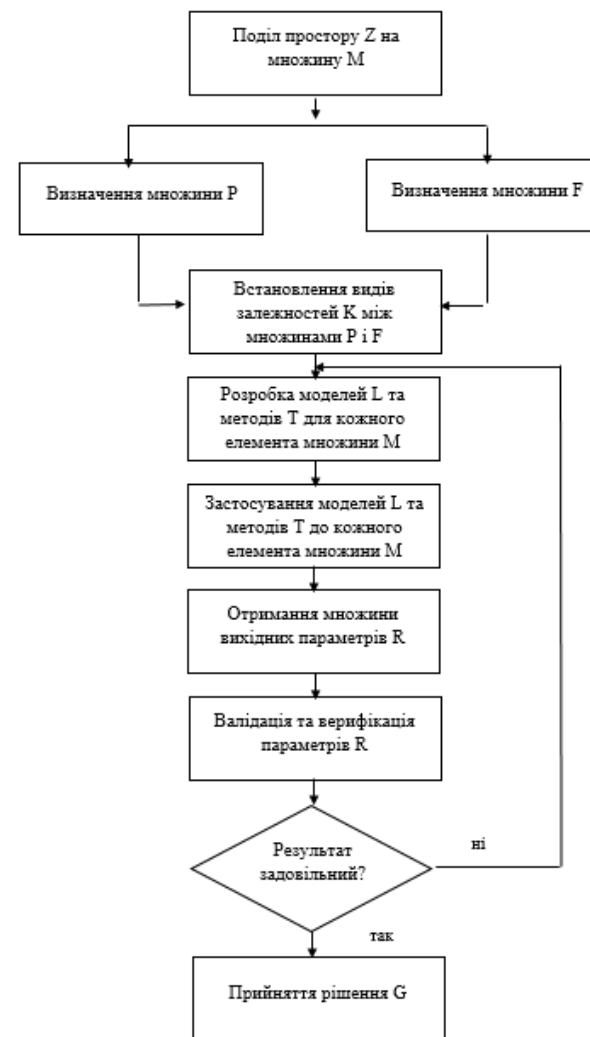 Поділ простору Z на
множину M
Визначення множини P
Визначення множини F
Встановлення видів
залежностей K між
множинами P і F
Розробка моделей L та
методів T для кожного
елемента множини M
Застосування моделей L та
методів T до кожного
елемента множини M
Отримання множини
вихідних параметрів R
Валідація та верифікація
параметрів R
Результат
задовільний?
ні
так
Прийняття рішення G